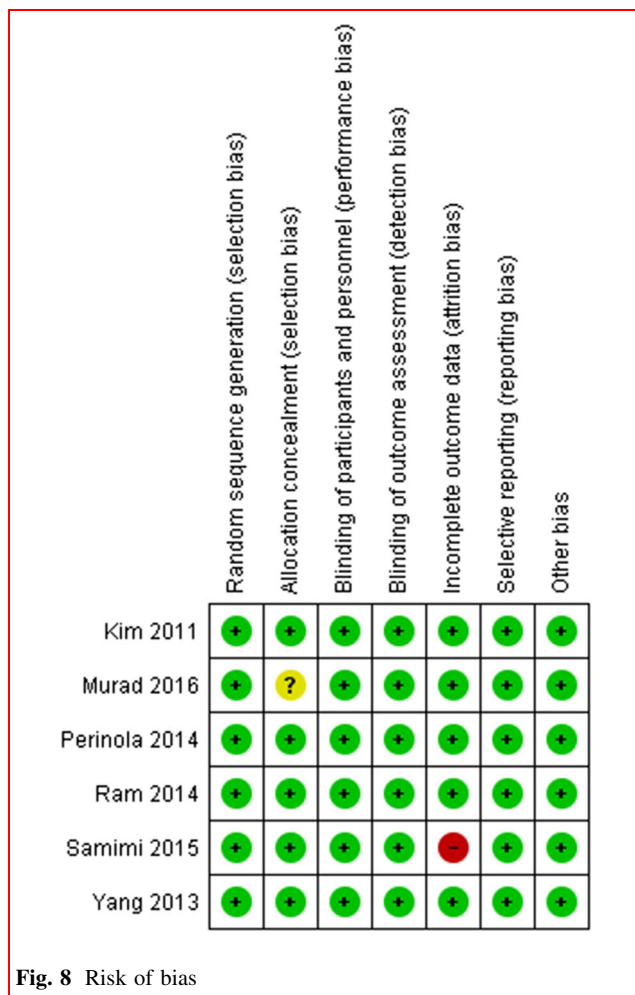 Random sequence generation (selection bias)
Allocation concealment (selection bias)
Blinding of participants and personnel (performance bias)
Blinding of outcome assessment (detection bias)
Incomplete outcome data (attrition bias)
Selective reporting (reporting bias)
Other bias
Kim 2011 + + + + + + +
Murad 2016 + ? + + + + +
Perinola 2014 + + + + + + +
Ram 2014 + + + + + + +
Samimi 2015 + + + + - + +
Yang 2013 + + + + + + +
Fig. 8 Risk of bias